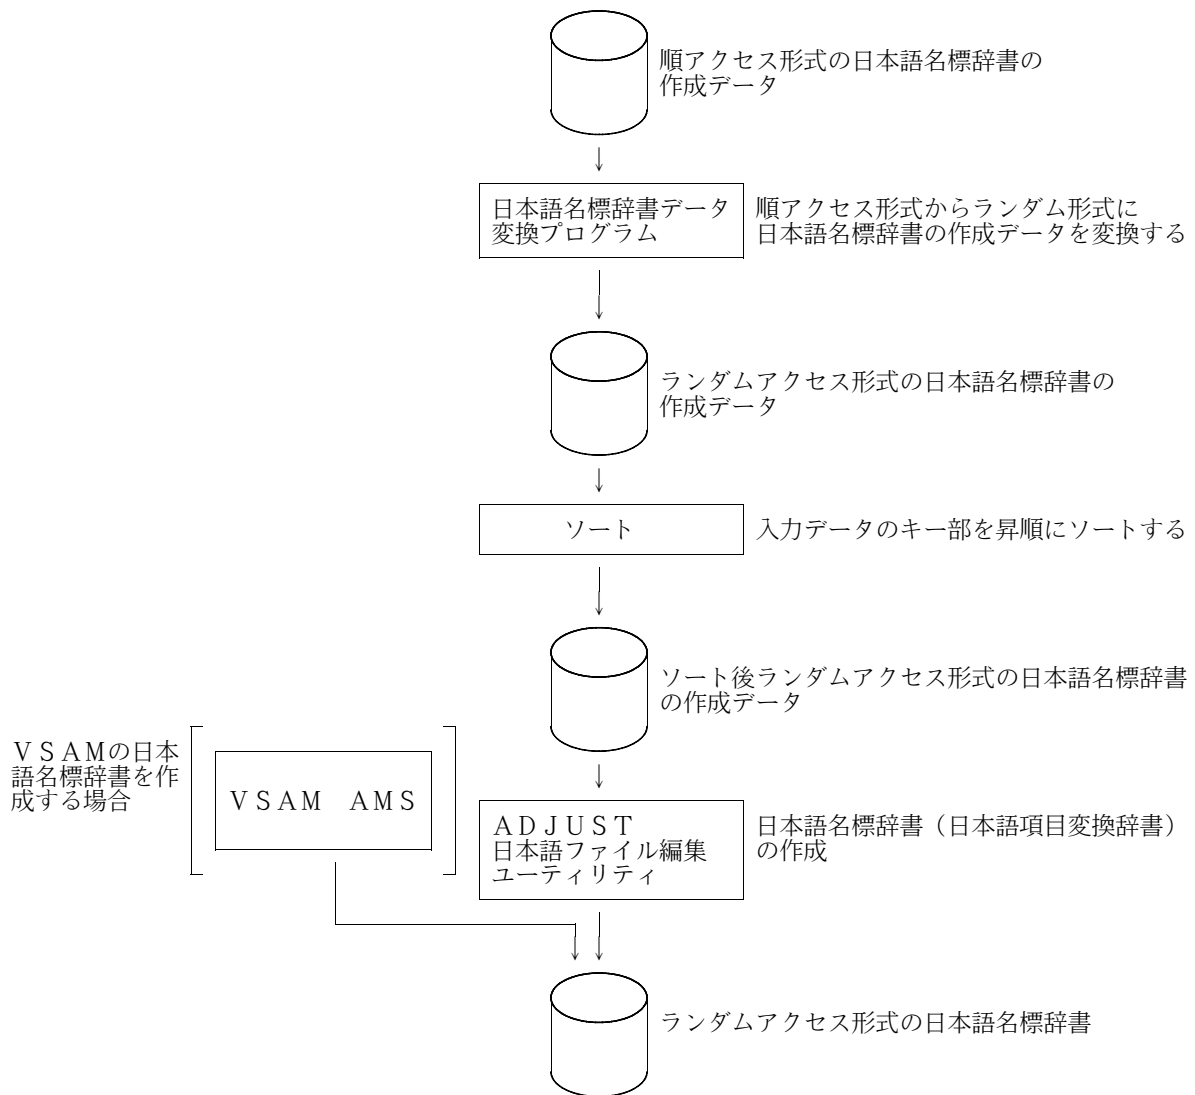 順アクセス形式の日本語名標辞書の
作成データ
日本語名標辞書データ
変換プログラム
順アクセス形式からランダム形式に
日本語名標辞書の作成データを変換する
ランダムアクセス形式の日本語名標辞書の
作成データ
ソート
入力データのキー部を昇順にソートする
ソート後ランダムアクセス形式の日本語名標辞書
の作成データ
ＶＳＡＭの日本
語名標辞書を作
成する場合
ＶＳＡＭ　ＡＭＳ
ＡＤＪＵＳＴ
日本語ファイル編集
ユーティリティ
日本語名標辞書（日本語項目変換辞書）
の作成
ランダムアクセス形式の日本語名標辞書